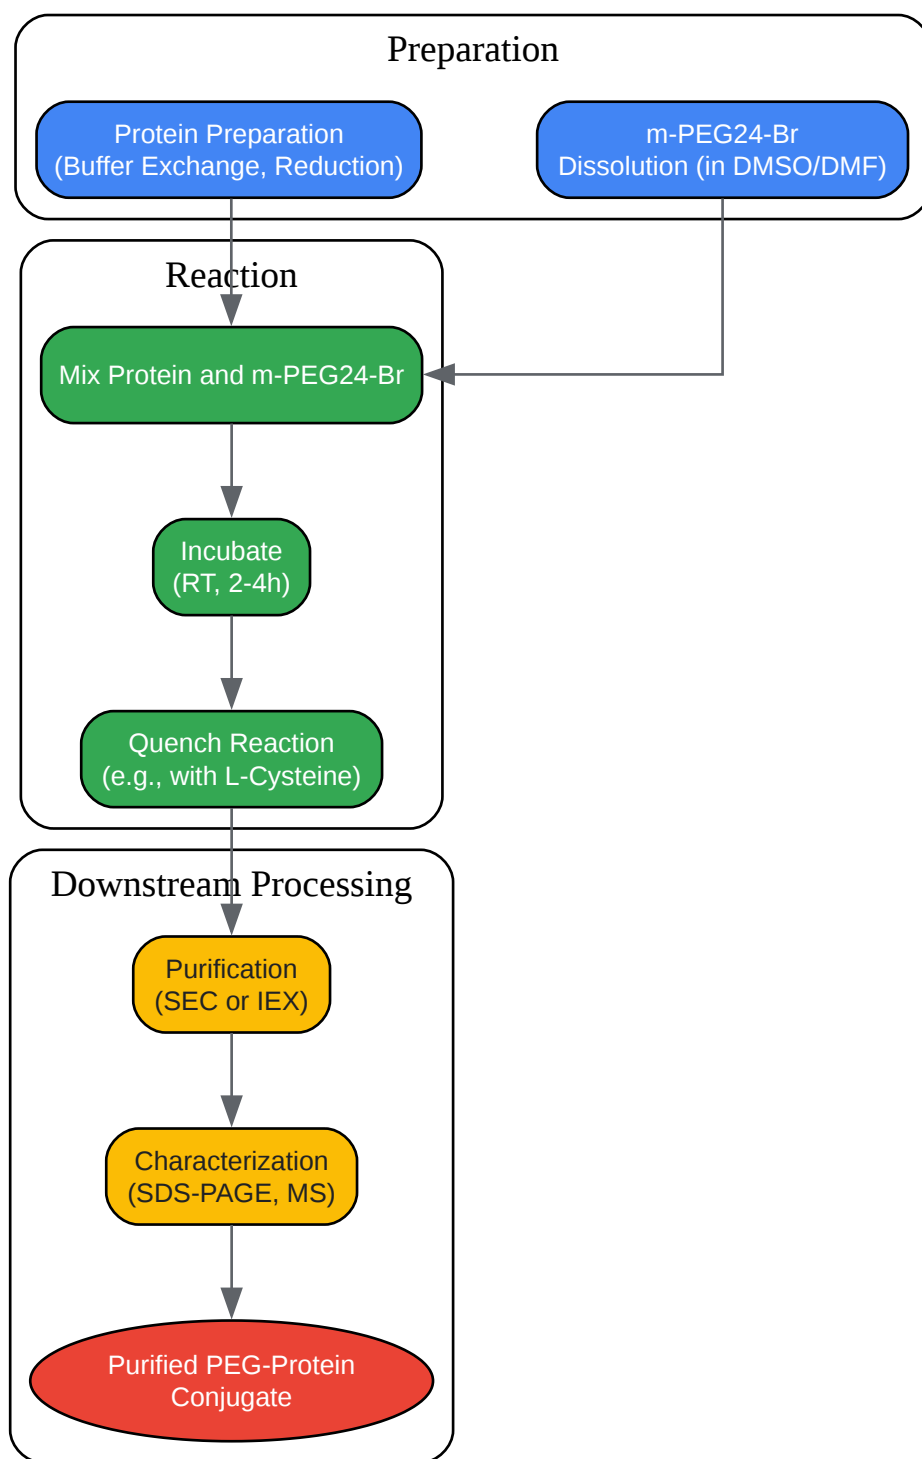 Preparation
Protein Preparation
(Buffer Exchange, Reduction)
m-PEG24-Br
Dissolution (in DMSO/DMF)
Reaction
Mix Protein and m-PEG24-Br
Incubate
(RT, 2-4h)
Quench Reaction
(e.g., with L-Cysteine)
Downstream Processing
Purification
(SEC or IEX)
Characterization
(SDS-PAGE, MS)
Purified PEG-Protein
Conjugate